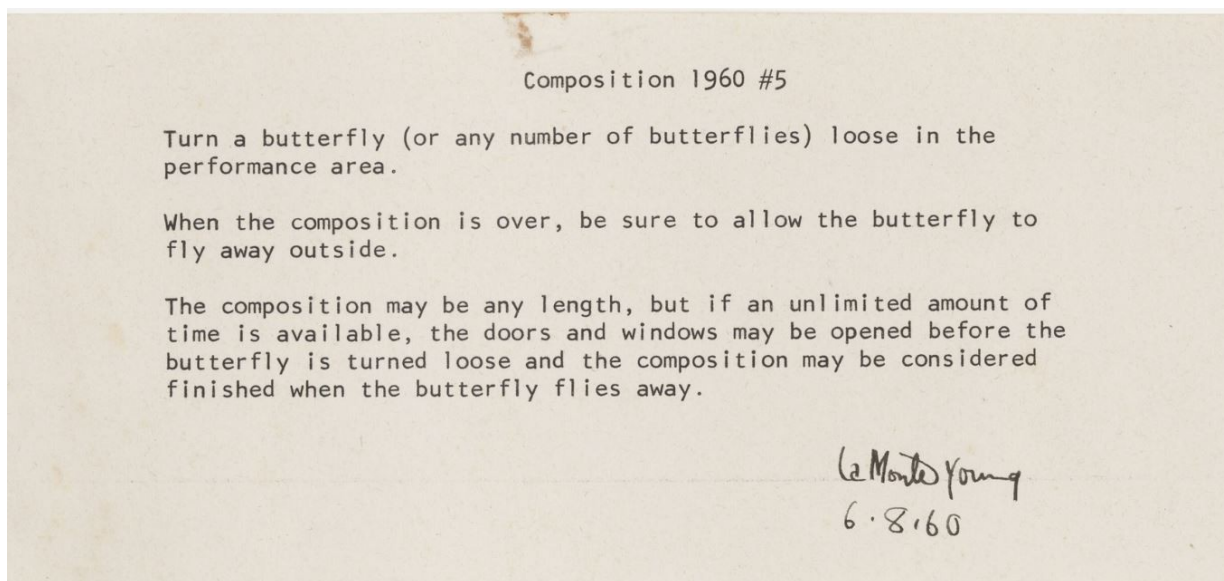 Composition 1960 #5
Turn a butterfly (or any number of butterflies) loose in the
performance area.
When the composition is over, be sure to allow the butterfly to
fly away outside.
The composition may be any length, but if an unlimited amount of
time is available, the doors and windows may be opened before the
butterfly is turned loose and the composition may be considered
finished when the butterfly flies away.
La Monte Young
6·8·60